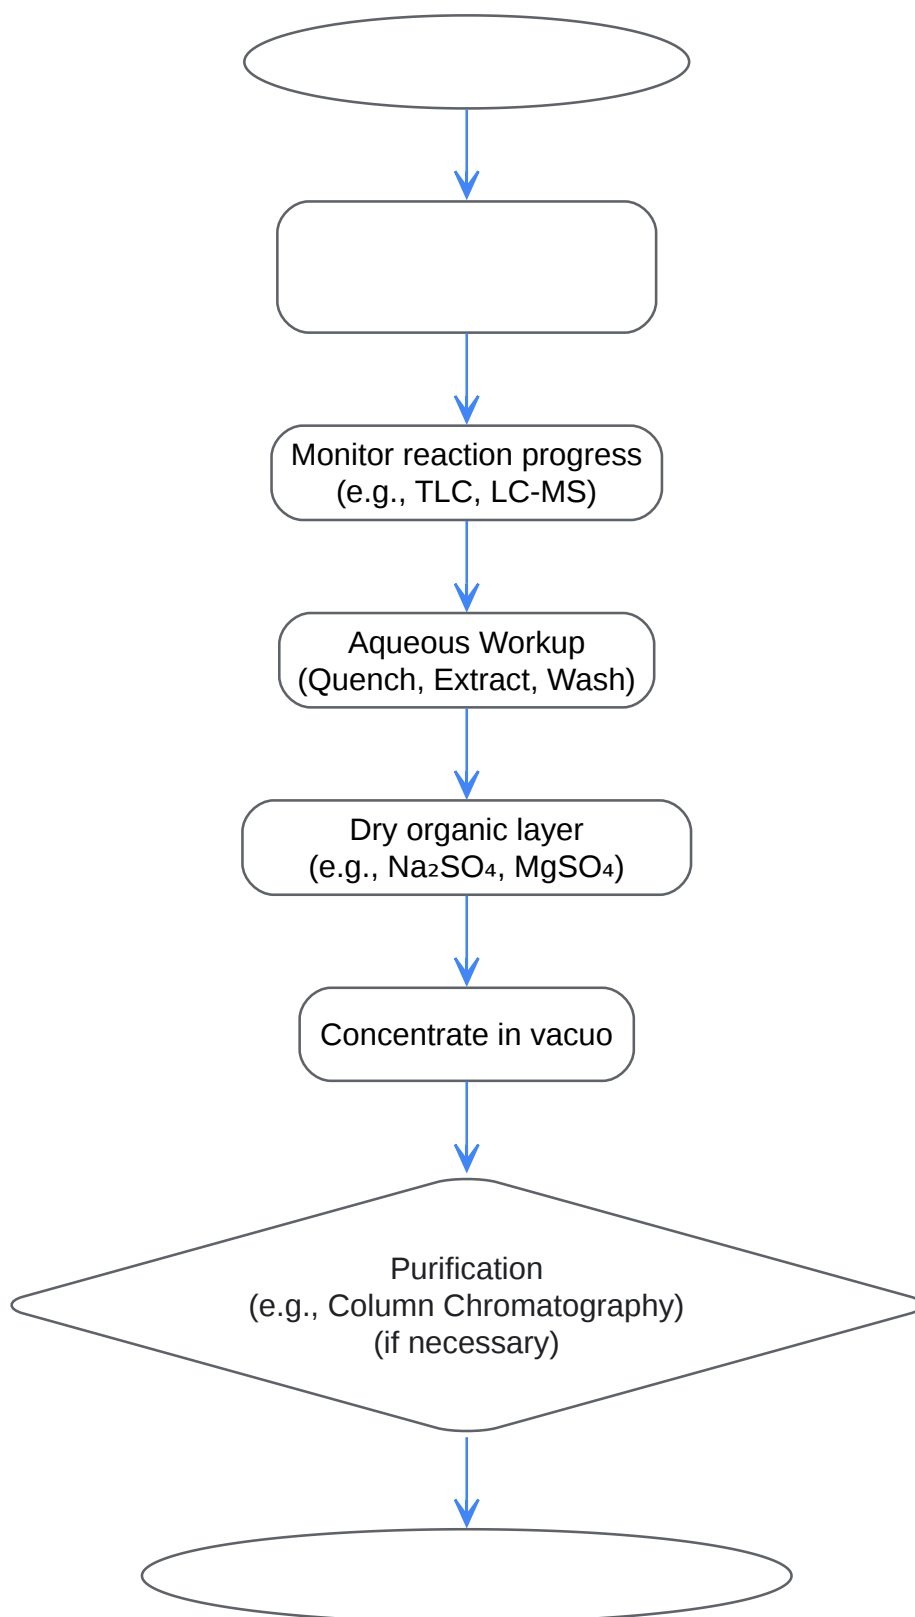 Monitor reaction progress
(e.g., TLC, LC-MS)
Aqueous Workup
(Quench, Extract, Wash)
Dry organic layer
(e.g., Na₂SO₄, MgSO₄)
Concentrate in vacuo
Purification
(e.g., Column Chromatography)
(if necessary)